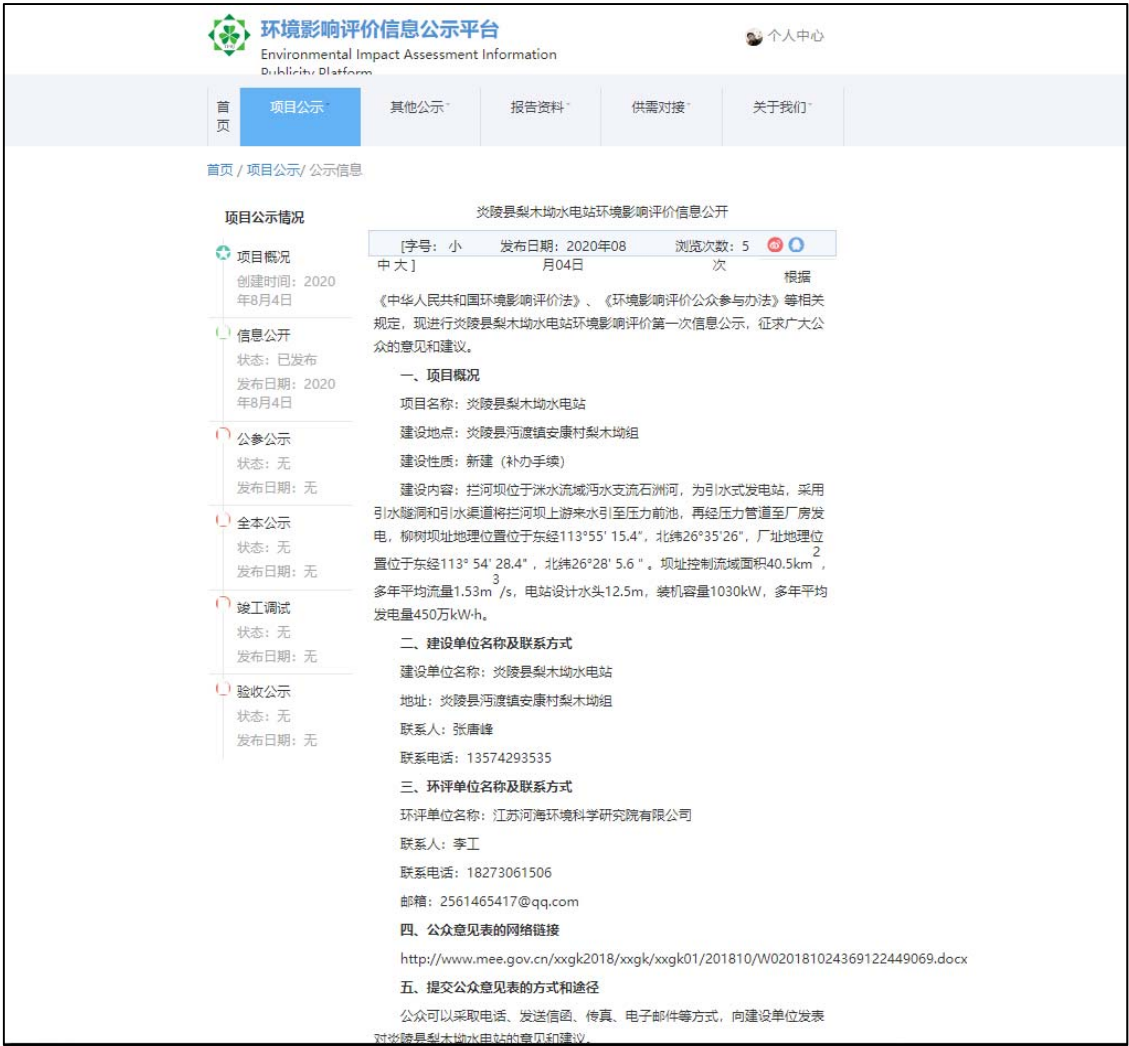 环境影响评价信息公示平台
Environmental Impact Assessment Information
Publicity Platform
个人中心
首页
项目公示
其他公示
报告资料
供需对接
关于我们
首页 / 项目公示/ 公示信息
项目公示情况
项目概况
创建时间：2020
年8月4日
信息公开
状态：已发布
发布日期：2020
年8月4日
公参公示
状态：无
发布日期：无
全本公示
状态：无
发布日期：无
竣工调试
状态：无
发布日期：无
验收公示
状态：无
发布日期：无
炎陵县梨木坳水电站环境影响评价信息公开
[字号：小
中 大 ]
发布日期：2020年08
月04日
浏览次数：5
次
根据
《中华人民共和国环境影响评价法》、《环境影响评价公众参与办法》等相关
规定，现进行炎陵县梨木坳水电站环境影响评价第一次信息公示，征求广大公
众的意见和建议。
一、项目概况
项目名称：炎陵县梨木坳水电站
建设地点：炎陵县沔渡镇安康村梨木坳组
建设性质：新建（补办手续）
建设内容：拦河坝位于洣水流域沔水支流石洲河，为引水式发电站，采用
引水隧洞和引水渠道将拦河坝上游来水引至压力前池，再经压力管道至厂房发
电，柳树坝址地理位置位于东经113°55' 15.4"，北纬26°35'26"，厂址地理位
置位于东经113° 54' 28.4"，北纬26°28' 5.6 "。坝址控制流域面积40.5km²，
多年平均流量1.53m³/s，电站设计水头12.5m，装机容量1030kW，多年平均
发电量450万kW·h。
二、建设单位名称及联系方式
建设单位名称：炎陵县梨木坳水电站
地址：炎陵县沔渡镇安康村梨木坳组
联系人：张唐峰
联系电话：13574293535
三、环评单位名称及联系方式
环评单位名称：江苏河海环境科学研究院有限公司
联系人：李工
联系电话：18273061506
邮箱：2561465417@qq.com
四、公众意见表的网络链接
http://www.mee.gov.cn/xxgk2018/xxgk/xxgk01/201810/W020181024369122449069.docx
五、提交公众意见表的方式和途径
公众可以采取电话、发送信函、传真、电子邮件等方式，向建设单位发表
对炎陵县梨木坳水电站的意见和建议。